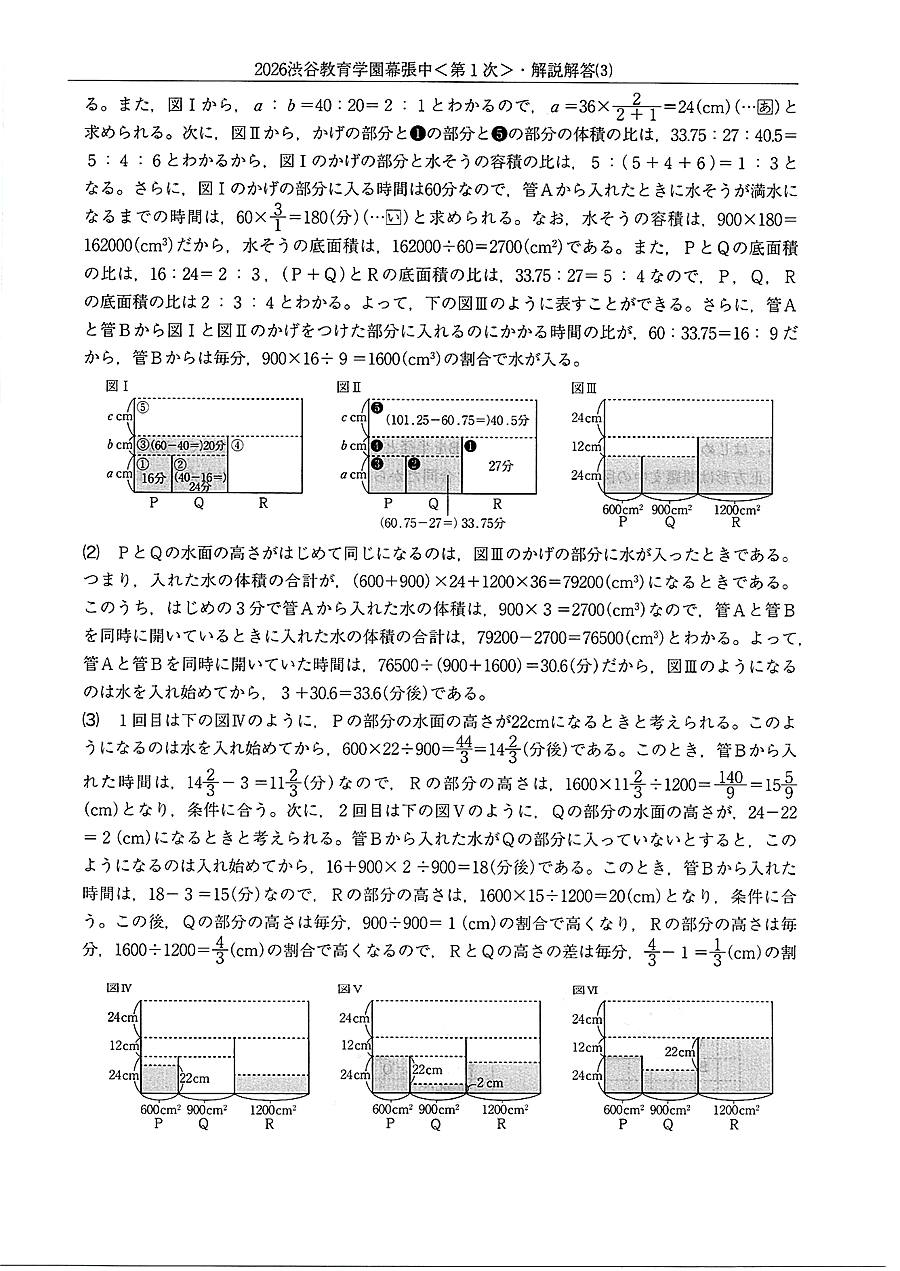 2026渋谷教育学園幕張中<第1次>・解説解答(3)
る。また，図Ⅰから，a：b＝40：20＝2：1とわかるので，a＝36×2/(2＋1)＝24(cm)(…あ)と
求められる。次に，図Ⅱから，かげの部分と❶の部分と❺の部分の体積の比は，33.75：27：40.5＝
5：4：6とわかるから，図Ⅰのかげの部分と水そうの容積の比は，5：(5＋4＋6)＝1：3と
なる。さらに，図Ⅰのかげの部分に入る時間は60分なので，管Aから入れたときに水そうが満水に
なるまでの時間は，60×3/1＝180(分)(…い)と求められる。なお，水そうの容積は，900×180＝
162000(cm³)だから，水そうの底面積は，162000÷60＝2700(cm²)である。また，PとQの底面積
の比は，16：24＝2：3，(P＋Q)とRの底面積の比は，33.75：27＝5：4なので，P，Q，R
の底面積の比は2：3：4とわかる。よって，下の図Ⅲのように表すことができる。さらに，管A
と管Bから図Ⅰと図Ⅱのかげをつけた部分に入れるのにかかる時間の比が，60：33.75＝16：9だ
から，管Bからは毎分，900×16÷9＝1600(cm³)の割合で水が入る。
図Ⅰ
c cm
⑤
b cm
③(60−40＝)20分
④
a cm
①
16分
②
(40−16＝)
24分
P Q R
図Ⅱ
c cm
❺
(101.25−60.75＝)40.5分
b cm
❹
❶
a cm
❸
❷
27分
P Q R
(60.75−27＝) 33.75分
図Ⅲ
24cm
12cm
24cm
600cm² 900cm² 1200cm²
P Q R
(2) PとQの水面の高さがはじめて同じになるのは，図Ⅲのかげの部分に水が入ったときである。
つまり，入れた水の体積の合計が，(600＋900)×24＋1200×36＝79200(cm³)になるときである。
このうち，はじめの3分で管Aから入れた水の体積は，900×3＝2700(cm³)なので，管Aと管B
を同時に開いているときに入れた水の体積の合計は，79200−2700＝76500(cm³)とわかる。よって，
管Aと管Bを同時に開いていた時間は，76500÷(900＋1600)＝30.6(分)だから，図Ⅲのようになる
のは水を入れ始めてから，3＋30.6＝33.6(分後)である。
(3) 1回目は下の図Ⅳのように，Pの部分の水面の高さが22cmになるときと考えられる。このよ
うになるのは水を入れ始めてから，600×22÷900＝44/3＝14 2/3(分後)である。このとき，管Bから入
れた時間は，14 2/3−3＝11 2/3(分)なので，Rの部分の高さは，1600×11 2/3÷1200＝140/9＝15 5/9
(cm)となり，条件に合う。次に，2回目は下の図Ⅴのように，Qの部分の水面の高さが，24−22
＝2(cm)になるときと考えられる。管Bから入れた水がQの部分に入っていないとすると，この
ようになるのは入れ始めてから，16＋900×2÷900＝18(分後)である。このとき，管Bから入れた
時間は，18−3＝15(分)なので，Rの部分の高さは，1600×15÷1200＝20(cm)となり，条件に合
う。この後，Qの部分の高さは毎分，900÷900＝1(cm)の割合で高くなり，Rの部分の高さは毎
分，1600÷1200＝4/3(cm)の割合で高くなるので，RとQの高さの差は毎分，4/3−1＝1/3(cm)の割
図Ⅳ
24cm
12cm
24cm
22cm
600cm² 900cm² 1200cm²
P Q R
図Ⅴ
24cm
12cm
24cm
22cm
2cm
600cm² 900cm² 1200cm²
P Q R
図Ⅵ
24cm
12cm
24cm
22cm
600cm² 900cm² 1200cm²
P Q R